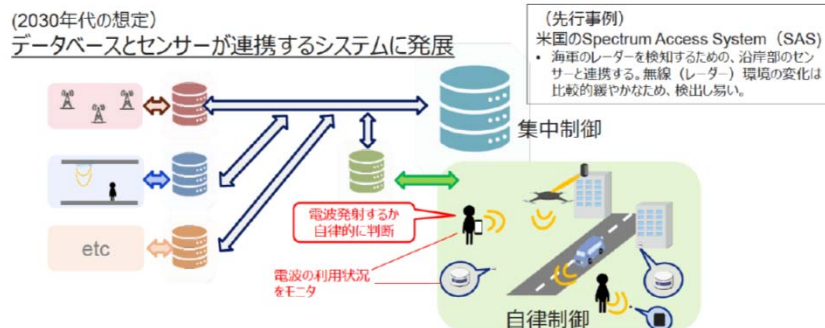 (2030年代の想定)
データベースとセンサーが連携するシステムに発展
（先行事例）
米国のSpectrum Access System（SAS）
• 海軍のレーダーを検知するための、沿岸部のセン
サーと連携する。無線（レーダー）環境の変化は
比較的緩やかなため、検出し易い。
集中制御
電波発射するか
自律的に判断
etc
電波の利用状況
をモニタ
自律制御